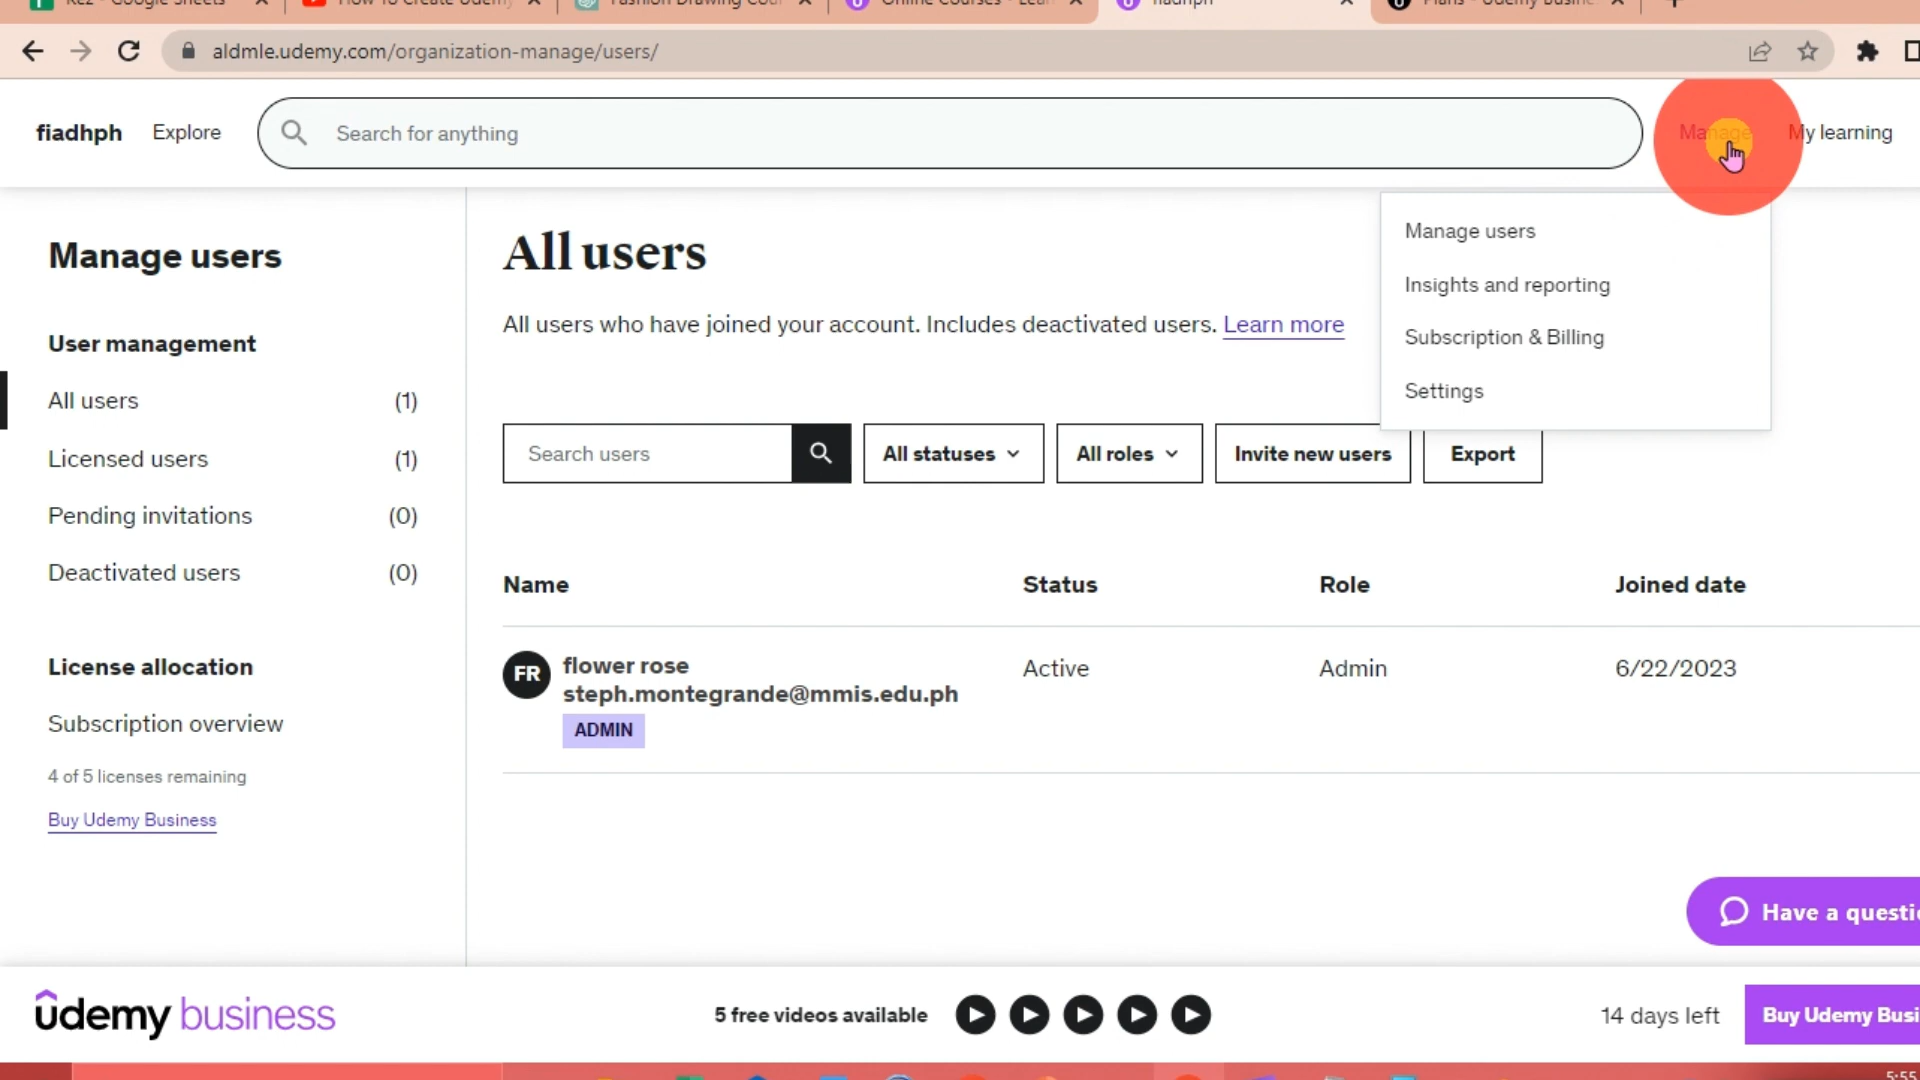 aldmle.udemy.com/organization-manage/users/
fiadhph
Explore
Search for anything
Manage
My learning
Manage users
Insights and reporting
Subscription & Billing
Settings
Manage users
User management
All users (1)
Licensed users (1)
Pending invitations (0)
Deactivated users (0)
License allocation
Subscription overview
4 of 5 licenses remaining
Buy Udemy Business
All users
All users who have joined your account. Includes deactivated users. Learn more
Search users
All statuses
All roles
Invite new users
Export
Name Status Role Joined date
FR
flower rose Active Admin 6/22/2023
steph.montegrande@mmis.edu.ph
ADMIN
Have a questi
udemy business
5 free videos available
14 days left
Buy Udemy Busi